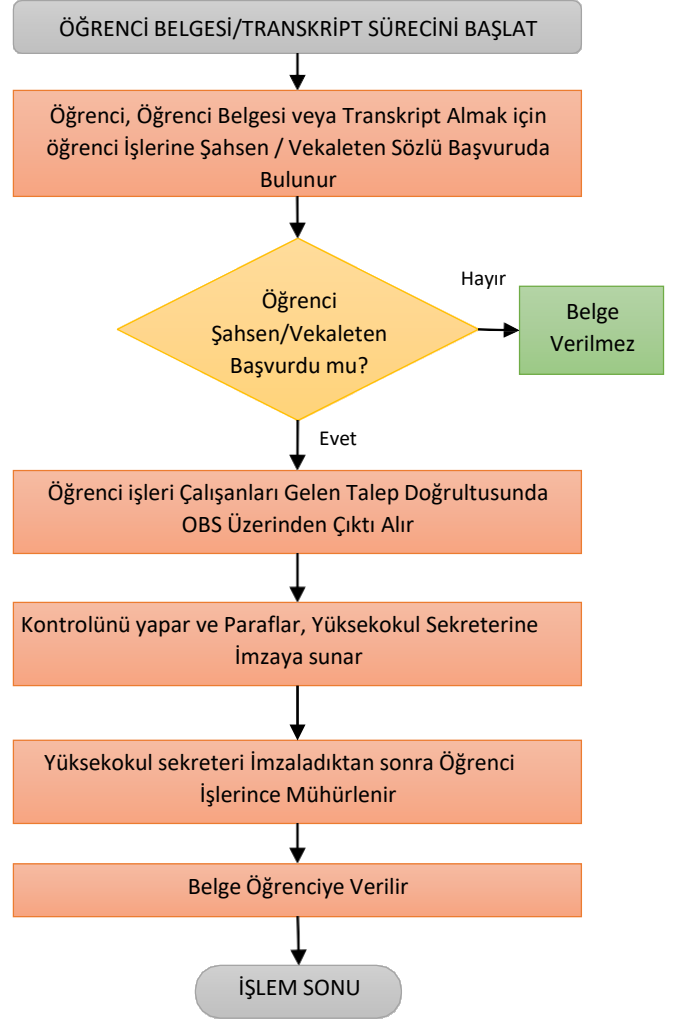 ÖĞRENCİ BELGESİ/TRANSKRİPT SÜRECİNİ BAŞLAT
Öğrenci, Öğrenci Belgesi veya Transkript Almak için
öğrenci İşlerine Şahsen / Vekaleten Sözlü Başvuruda
Bulunur
Öğrenci
Şahsen/Vekaleten
Başvurdu mu?
Hayır
Belge
Verilmez
Evet
Öğrenci işleri Çalışanları Gelen Talep Doğrultusunda
OBS Üzerinden Çıktı Alır
Kontrolünü yapar ve Paraflar, Yüksekokul Sekreterine
İmzaya sunar
Yüksekokul sekreteri İmzaladıktan sonra Öğrenci
İşlerince Mühürlenir
Belge Öğrenciye Verilir
İŞLEM SONU